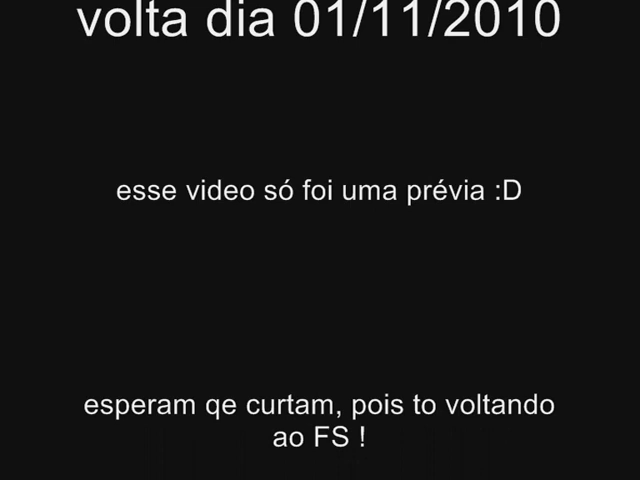 volta dia 01/11/2010
esse video só foi uma prévia :D
esperam qe curtam, pois to voltando
ao FS !